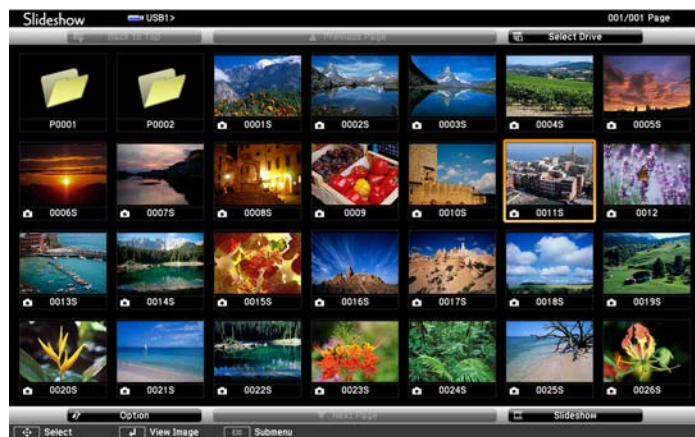 Slideshow USB1> 001/001 Page
Back To Top Previous Page Select Drive
P0001 P0002 0001S 0002S 0003S 0004S 0005S
0006S 0007S 0008S 0009 0010S 0011S 0012
0013S 0014S 0015S 0016S 0017S 0018S 0019S
0020S 0021S 0022S 0023S 0024S 0025S 0026S
Option Next Page Slideshow
Select View Image Esc Submenu